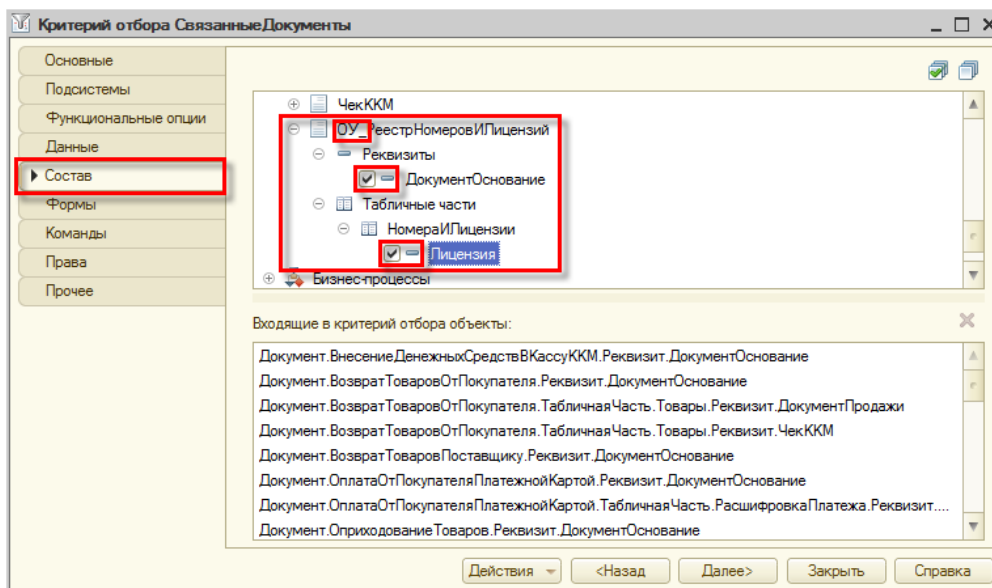 Критерий отбора СвязанныеДокументы
Основные
Подсистемы
Функциональные опции
Данные
Состав
Формы
Команды
Права
Прочее
ЧекККМ
ОУ_РеестрНомеровИЛицензий
Реквизиты
ДокументОснование
Табличные части
НомераИЛицензии
Лицензия
Бизнес-процессы
Входящие в критерий отбора объекты:
Документ.ВнесениеДенежныхСредствВКассуККМ.Реквизит.ДокументОснование
Документ.ВозвратТоваровОтПокупателя.Реквизит.ДокументОснование
Документ.ВозвратТоваровОтПокупателя.ТабличнаяЧасть.Товары.Реквизит.ДокументПродажи
Документ.ВозвратТоваровОтПокупателя.ТабличнаяЧасть.Товары.Реквизит.ЧекККМ
Документ.ВозвратТоваровПоставщику.Реквизит.ДокументОснование
Документ.ОплатаОтПокупателяПлатежнойКартой.Реквизит.ДокументОснование
Документ.ОплатаОтПокупателяПлатежнойКартой.ТабличнаяЧасть.РасшифровкаПлатежа.Реквизит....
Документ.ОприходованиеТоваров.Реквизит.ДокументОснование
Действия <Назад Далее> Закрыть Справка